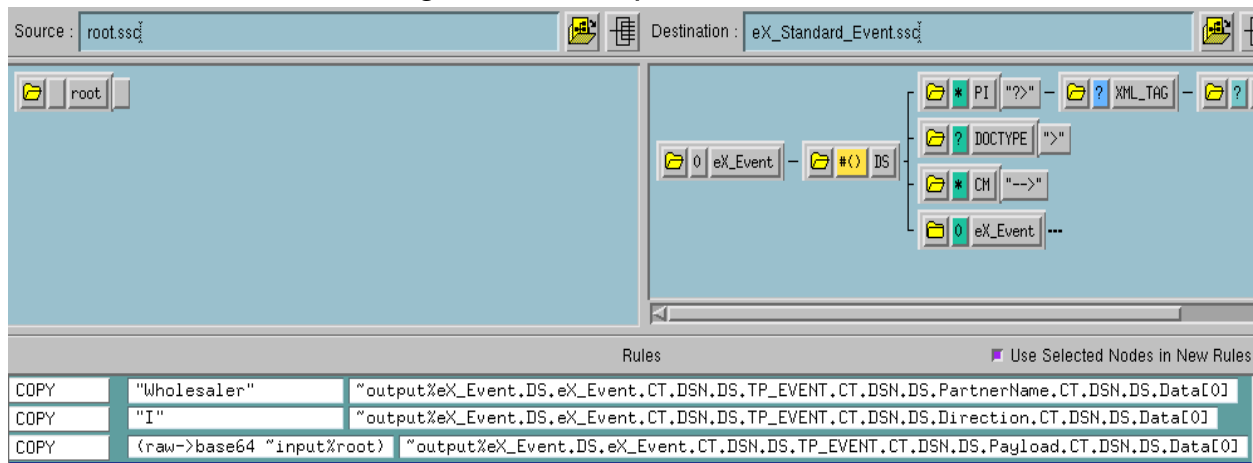 Source : root.ssc
Destination : eX_Standard_Event.ssc
root
* PI "?>" ? XML_TAG ?
? DOCTYPE ">"
0 eX_Event #() DS
* CM "-->"
0 eX_Event
Rules
Use Selected Nodes in New Rules
COPY "Wholesaler" ~output%eX_Event.DS.eX_Event.CT.DSN.DS.TP_EVENT.CT.DSN.DS.PartnerName.CT.DSN.DS.Data[0]
COPY "I" ~output%eX_Event.DS.eX_Event.CT.DSN.DS.TP_EVENT.CT.DSN.DS.Direction.CT.DSN.DS.Data[0]
COPY (raw->base64 ~input%root) ~output%eX_Event.DS.eX_Event.CT.DSN.DS.TP_EVENT.CT.DSN.DS.Payload.CT.DSN.DS.Data[0]